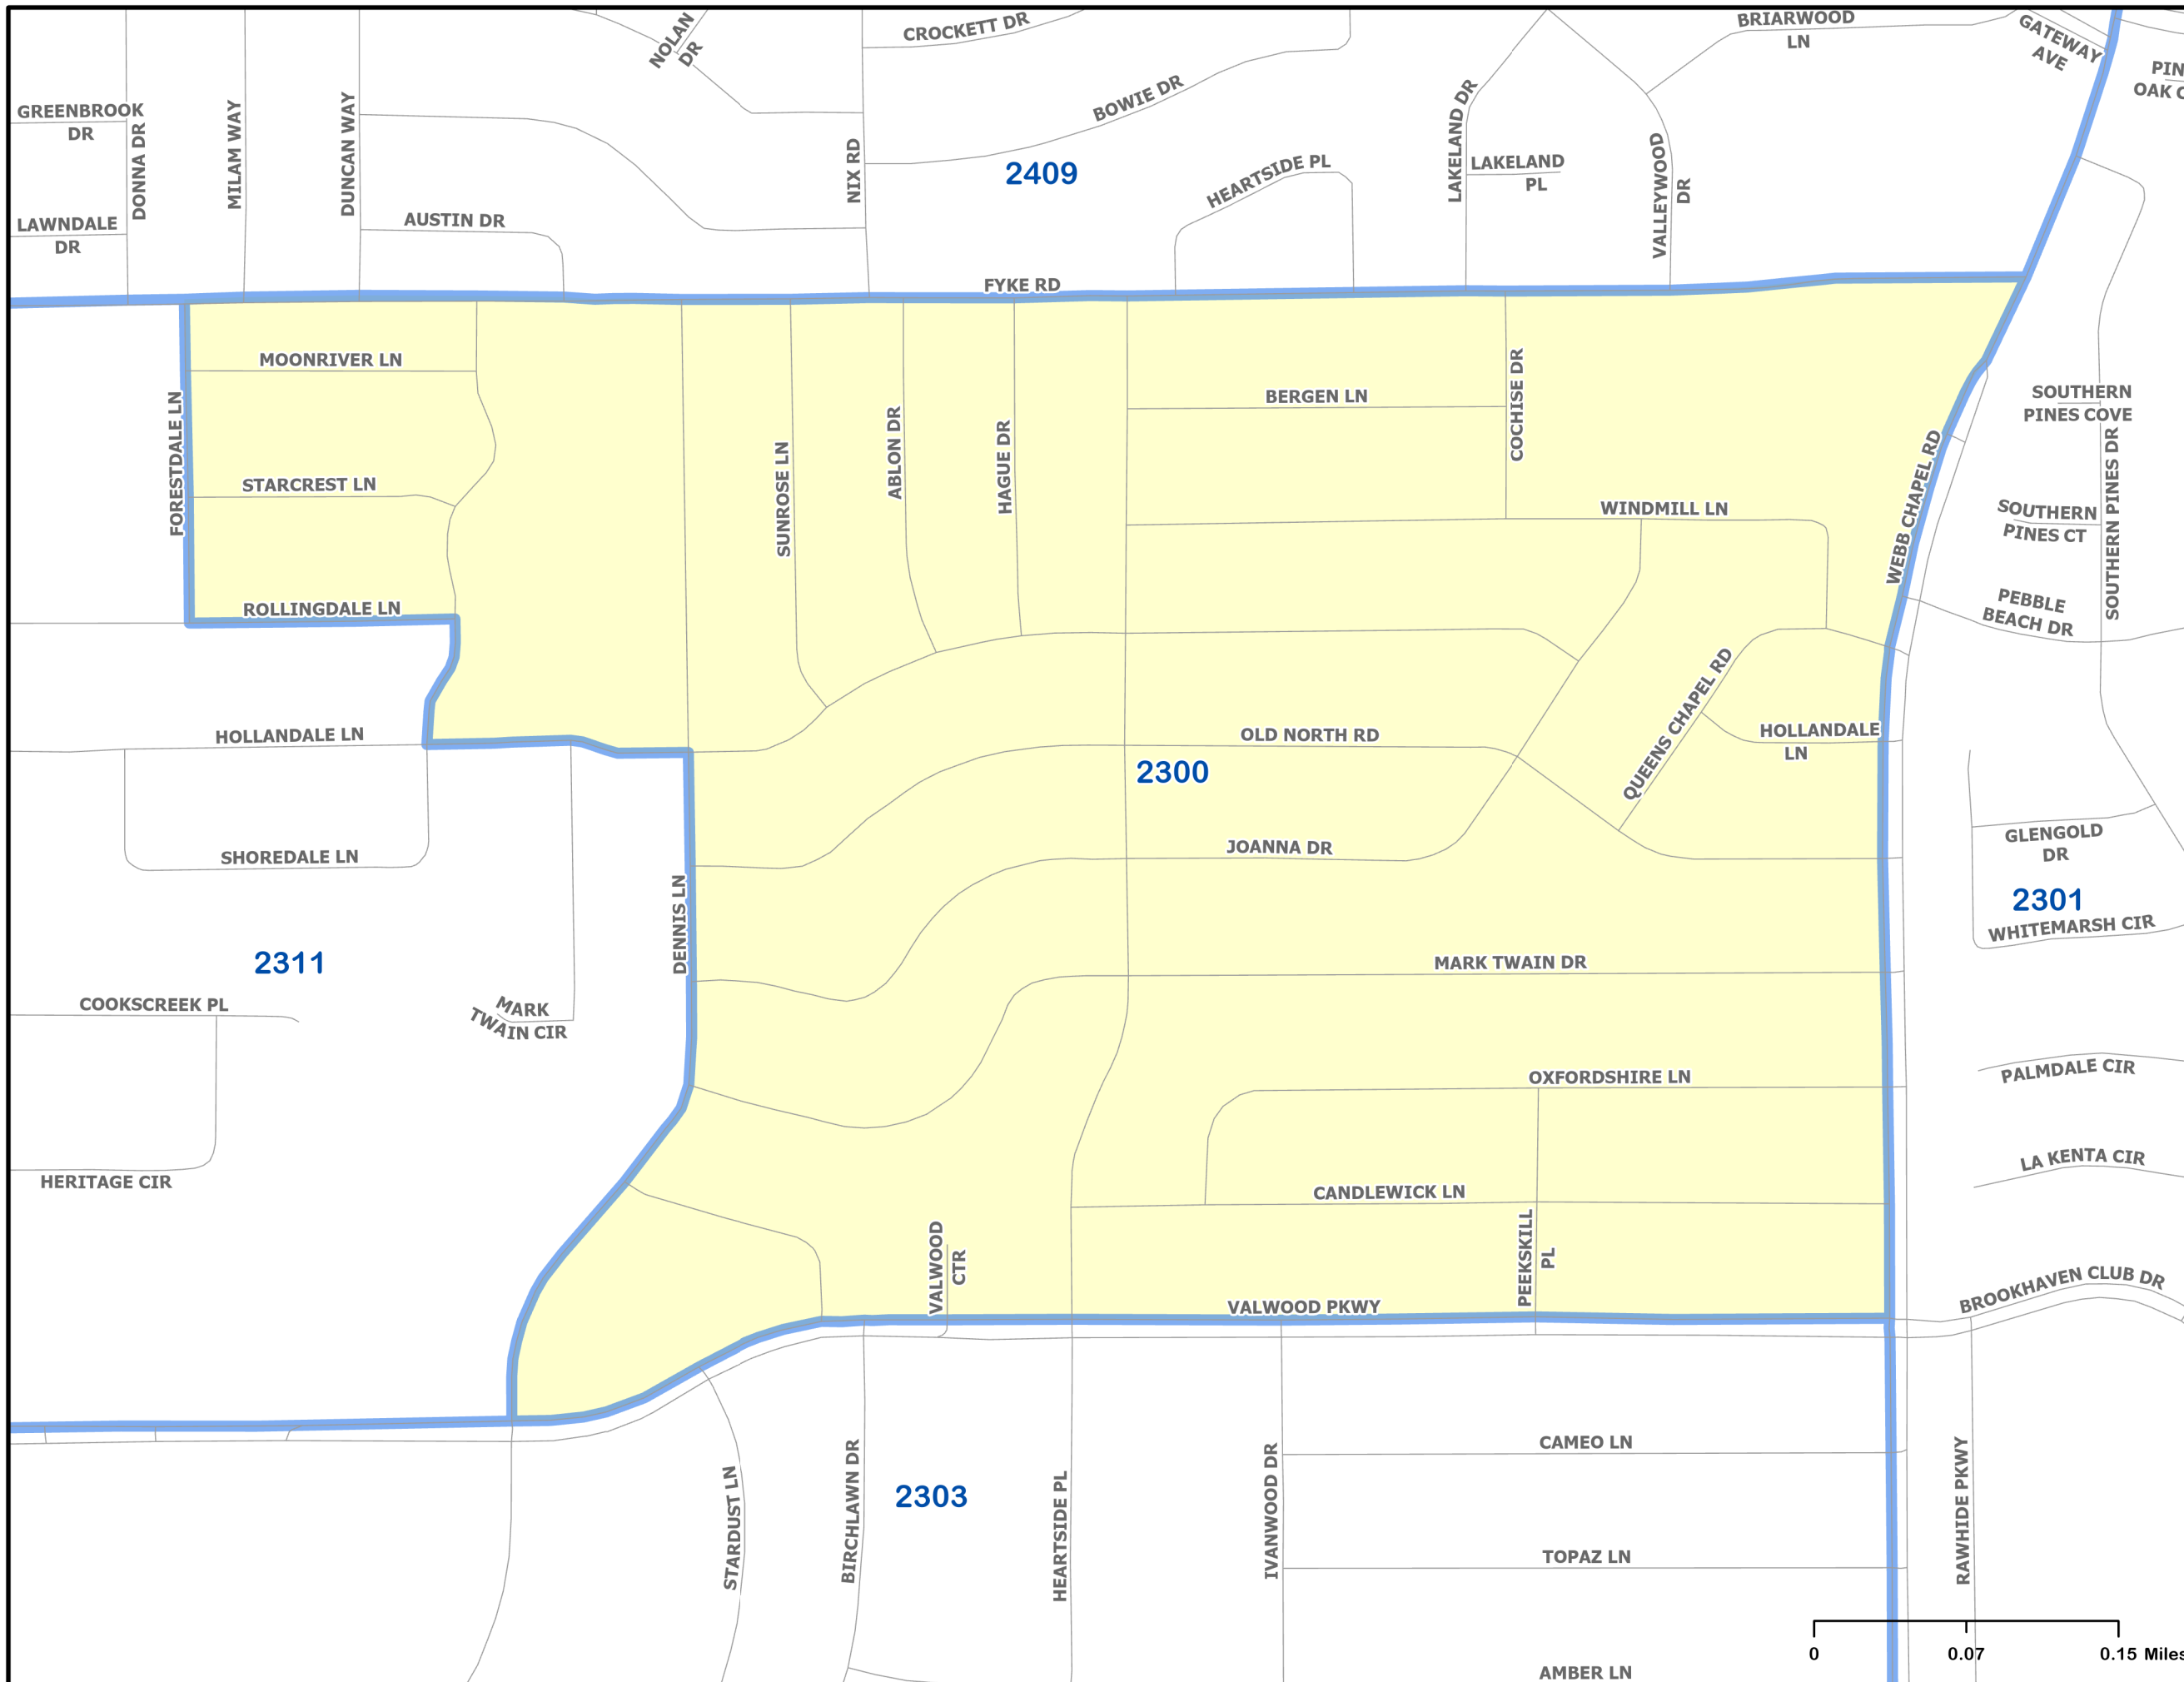 NOLAN
DR
CROCKETT DR
BRIARWOOD
LN
GATEWAY
AVE
PIN
OAK C
GREENBROOK
DR
DONNA DR
MILAM WAY
DUNCAN WAY
BOWIE DR
NIX RD
2409
HEARTSIDE PL
LAKELAND DR
LAKELAND
PL
VALLEYWOOD
DR
LAWNDALE
DR
AUSTIN DR
FYKE RD
MOONRIVER LN
FORESTDALE LN
STARCREST LN
ROLLINGDALE LN
SUNROSE LN
ABLON DR
HAGUE DR
BERGEN LN
COCHISE DR
WINDMILL LN
WEBB CHAPEL RD
SOUTHERN
PINES COVE
SOUTHERN
PINES CT
SOUTHERN PINES DR
PEBBLE
BEACH DR
HOLLANDALE LN
OLD NORTH RD
2300
QUEENS CHAPEL RD
HOLLANDALE
LN
SHOREDALE LN
JOANNA DR
GLENGOLD
DR
2301
WHITEMARSH CIR
DENNIS LN
2311
MARK TWAIN DR
COOKSCREEK PL
MARK
TWAIN CIR
OXFORDSHIRE LN
PALMDALE CIR
HERITAGE CIR
CANDLEWICK LN
LA KENTA CIR
VALWOOD
CTR
PEEKSKILL
PL
VALWOOD PKWY
BROOKHAVEN CLUB DR
STARDUST LN
BIRCHLAWN DR
2303
HEARTSIDE PL
IVANWOOD DR
CAMEO LN
TOPAZ LN
RAWHIDE PKWY
AMBER LN
0 0.07 0.15 Miles